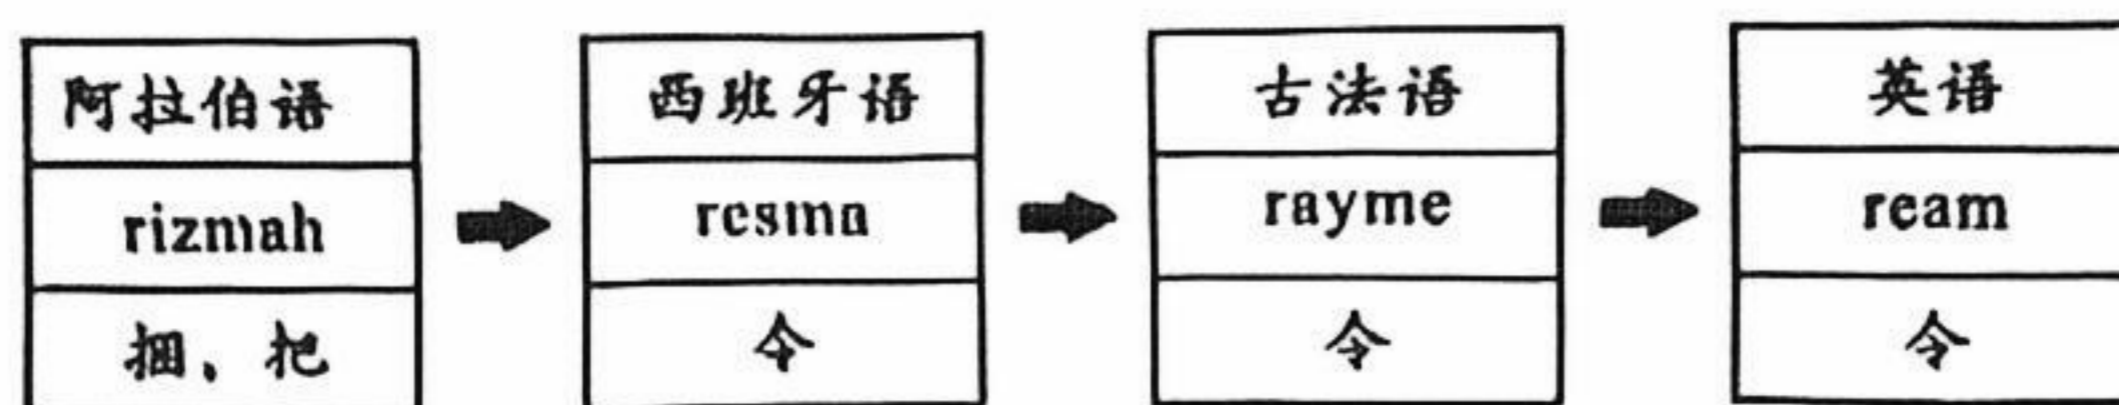 阿拉伯语 西班牙语 古法语 英语
rizmah resma rayme ream
捆、把 令 令 令